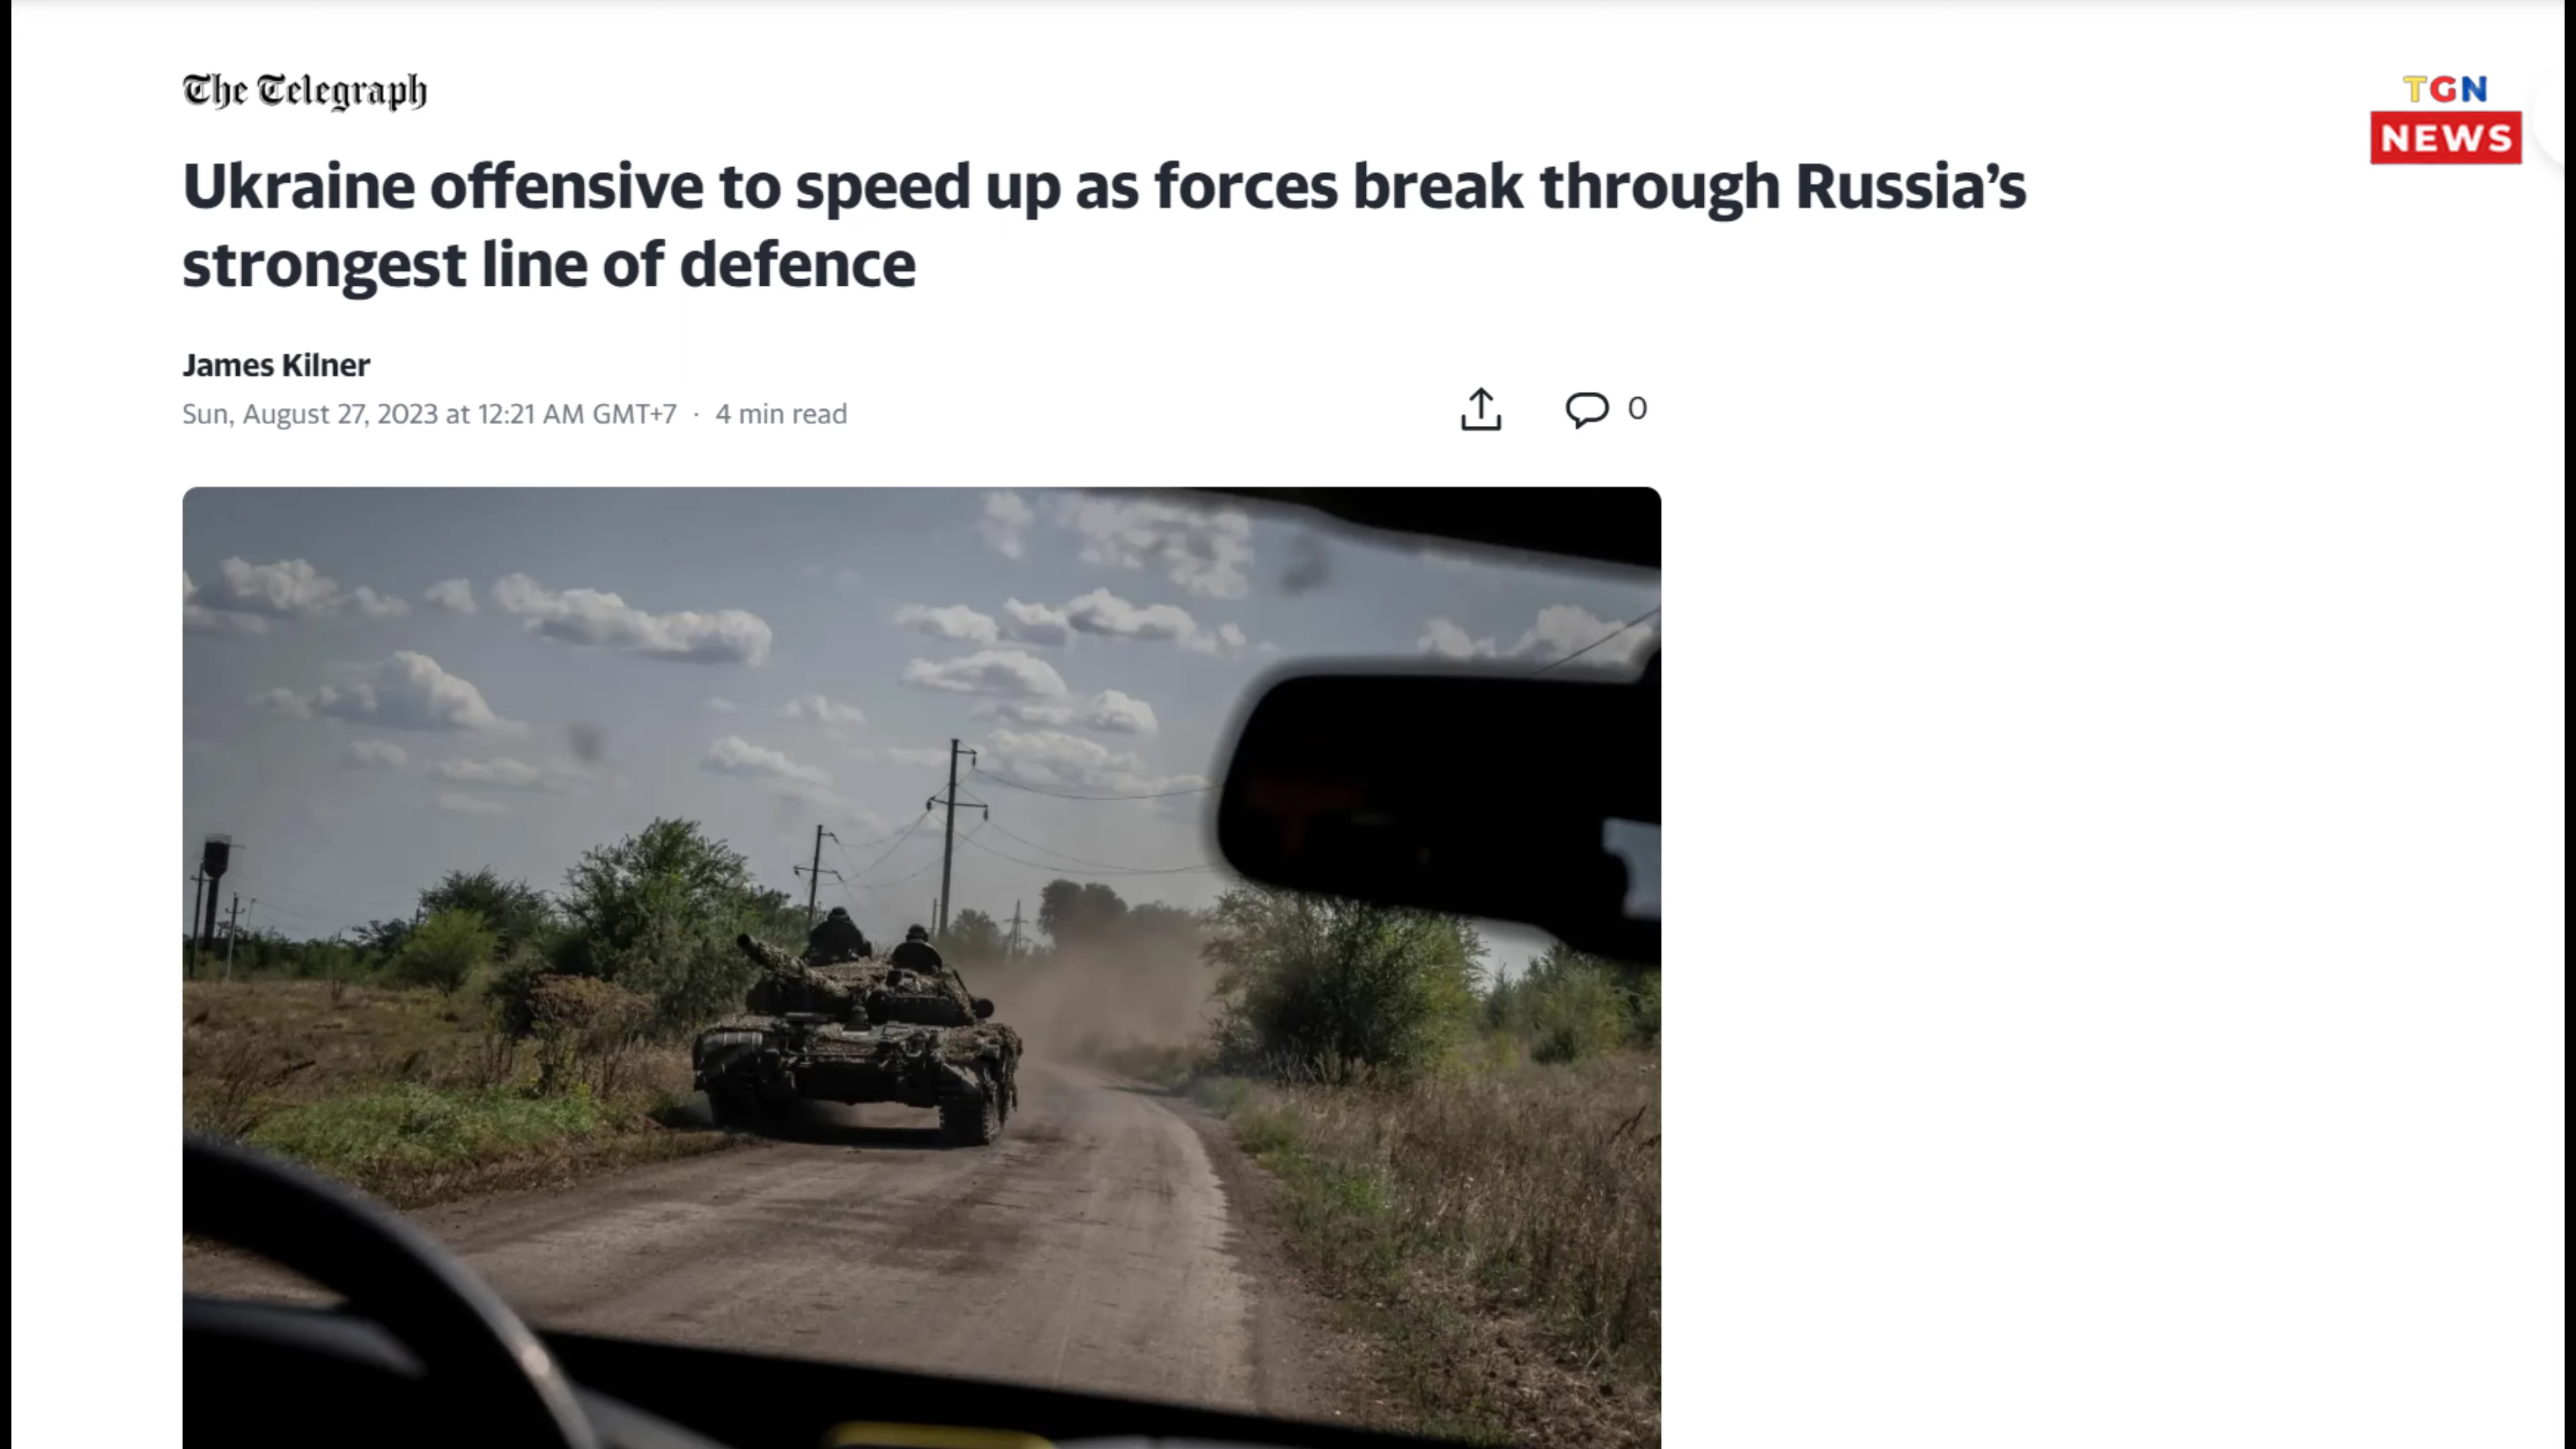 The Telegraph
TGN
NEWS
Ukraine offensive to speed up as forces break through Russia’s
strongest line of defence
James Kilner
Sun, August 27, 2023 at 12:21 AM GMT+7 · 4 min read
0